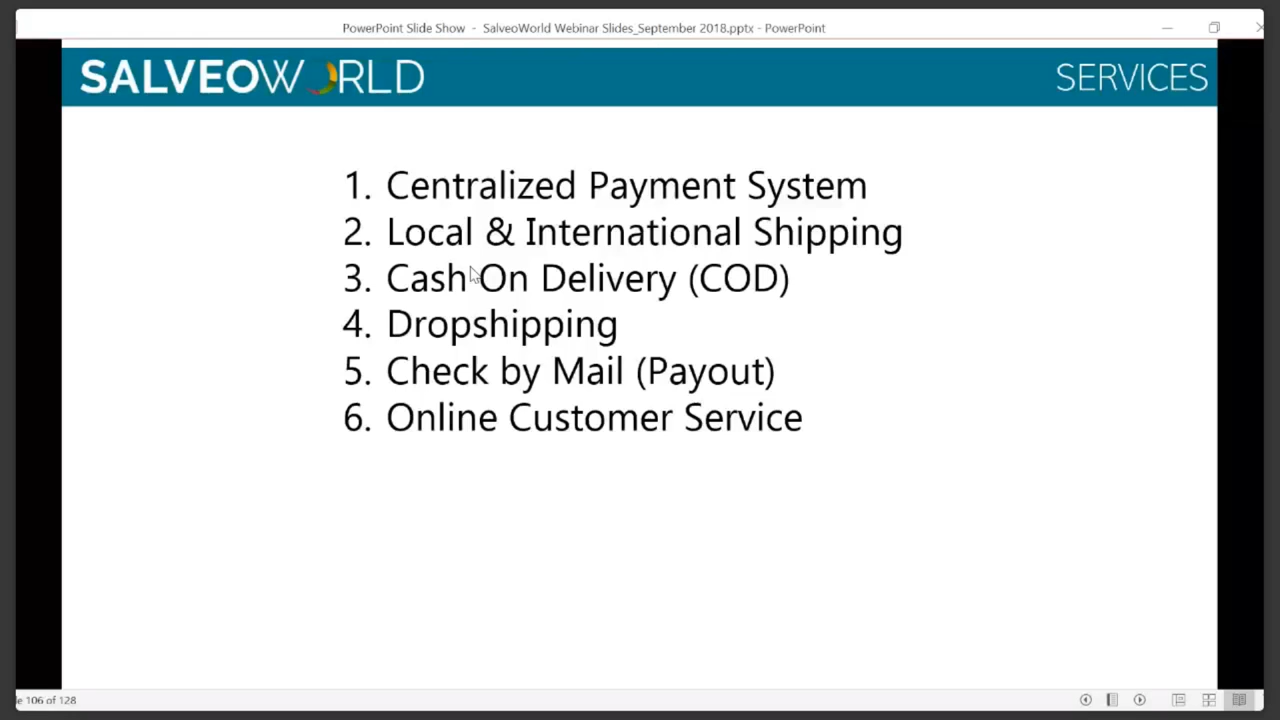 PowerPoint Slide Show - SalveoWorld Webinar Slides_September 2018.pptx - PowerPoint
SALVEOWORLD
SERVICES
1. Centralized Payment System
2. Local & International Shipping
3. Cash On Delivery (COD)
4. Dropshipping
5. Check by Mail (Payout)
6. Online Customer Service
le 106 of 128